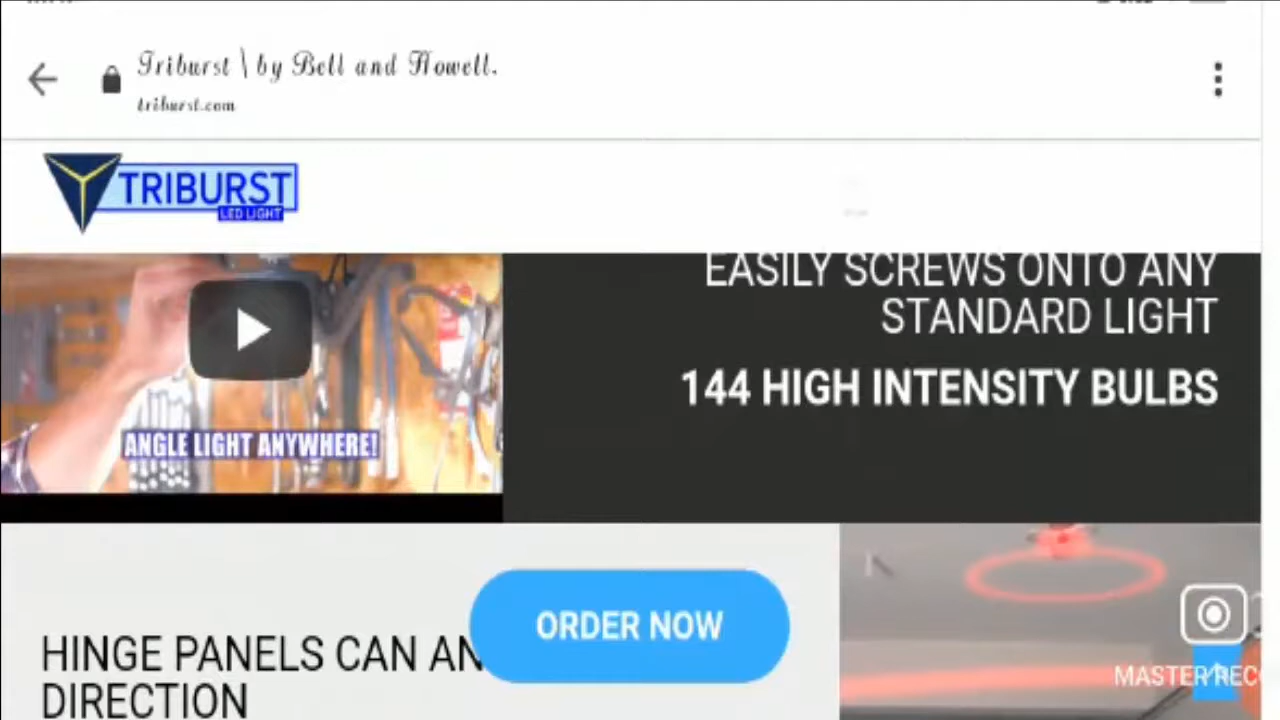 Triburst \ by Bell and Howell.
triburst.com
TRIBURST
LED LIGHT
EASILY SCREWS ONTO ANY
STANDARD LIGHT
144 HIGH INTENSITY BULBS
ANGLE LIGHT ANYWHERE!
ORDER NOW
HINGE PANELS CAN AN
DIRECTION
MASTER REC